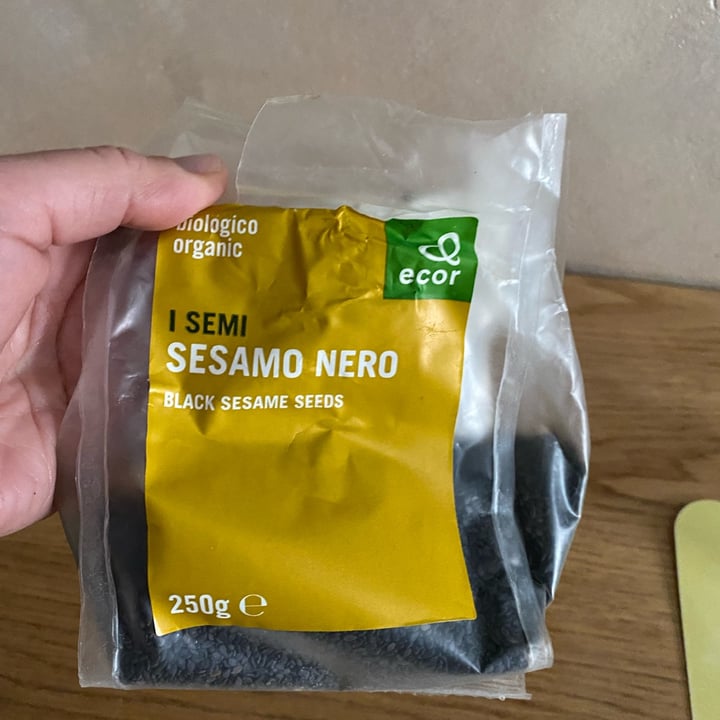 biologico
organic
ecor
I SEMI
SESAMO NERO
BLACK SESAME SEEDS
250g ℮